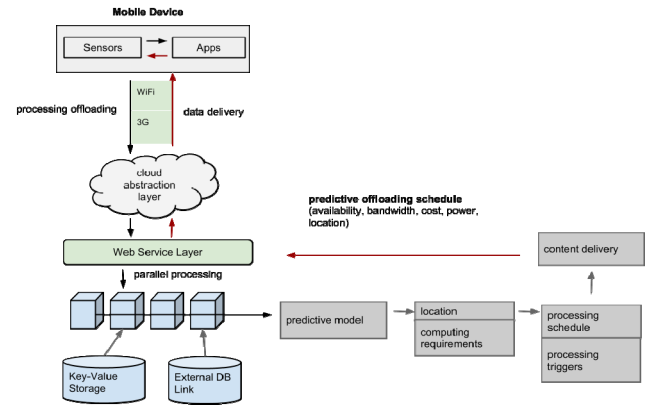 Mobile Device
Sensors
Apps
processing offloading
WiFi
3G
data delivery
cloud
abstraction
layer
predictive offloading schedule
(availability, bandwidth, cost, power,
location)
content delivery
Web Service Layer
parallel processing
predictive model
location
computing
requirements
processing
schedule
processing
triggers
Key-Value
Storage
External DB
Link